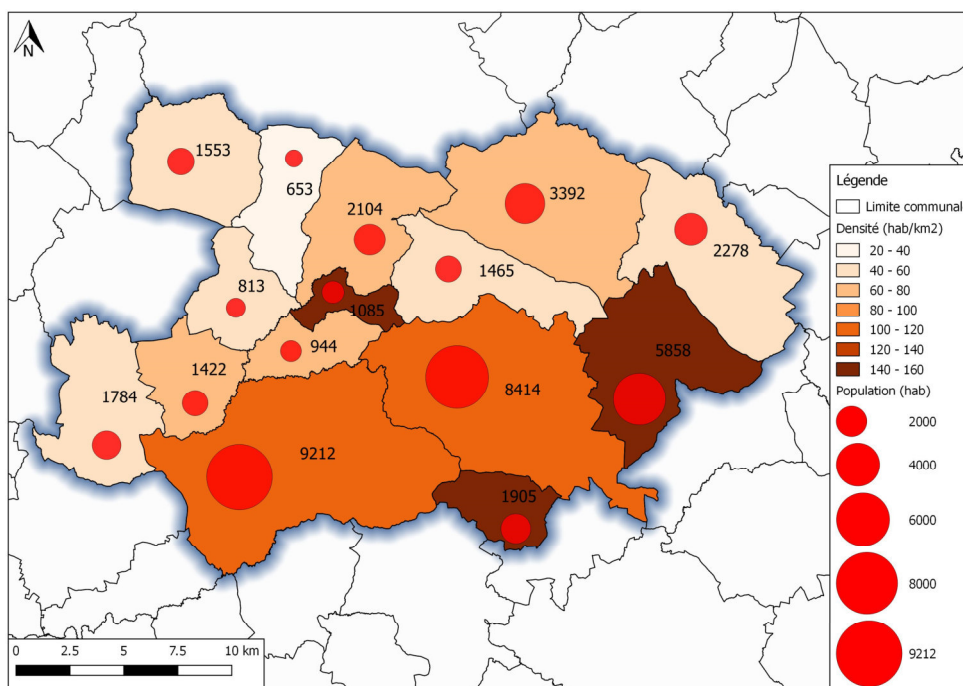 N
1553
653
2104
3392
2278
813
1465
1085
944
5858
1422
1784
8414
9212
1905
0 2.5 5 7.5 10 km
Légende
Limite communal
Densité (hab/km2)
20 - 40
40 - 60
60 - 80
80 - 100
100 - 120
120 - 140
140 - 160
Population (hab)
2000
4000
6000
8000
9212